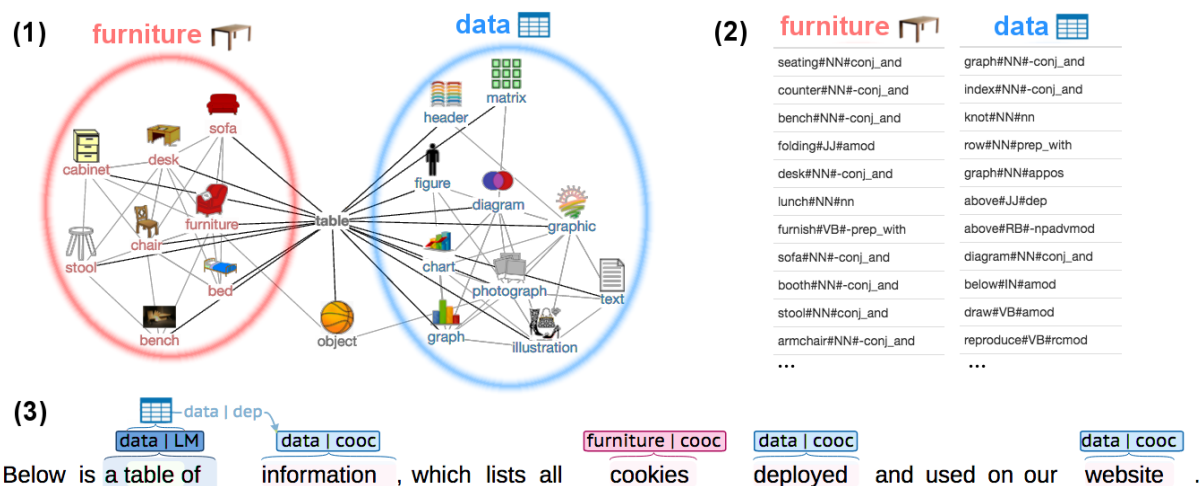 (1)
furniture
data
sofa
cabinet
desk
furniture
chair
stool
bed
bench
table
object
header
matrix
figure
diagram
graphic
chart
photograph
text
graph
illustration
(2)
furniture
data
seating#NN#conj_and
graph#NN#-conj_and
counter#NN#-conj_and
index#NN#-conj_and
bench#NN#-conj_and
knot#NN#nn
folding#JJ#amod
row#NN#prep_with
desk#NN#-conj_and
graph#NN#appos
lunch#NN#nn
above#JJ#dep
furnish#VB#-prep_with
above#RB#-npadvmod
sofa#NN#-conj_and
diagram#NN#conj_and
booth#NN#-conj_and
below#IN#amod
stool#NN#conj_and
draw#VB#amod
armchair#NN#-conj_and
reproduce#VB#rcmod
...
...
(3)
data | dep
data | LM
data | cooc
furniture | cooc
data | cooc
data | cooc
Below is a table of information , which lists all cookies deployed and used on our website .